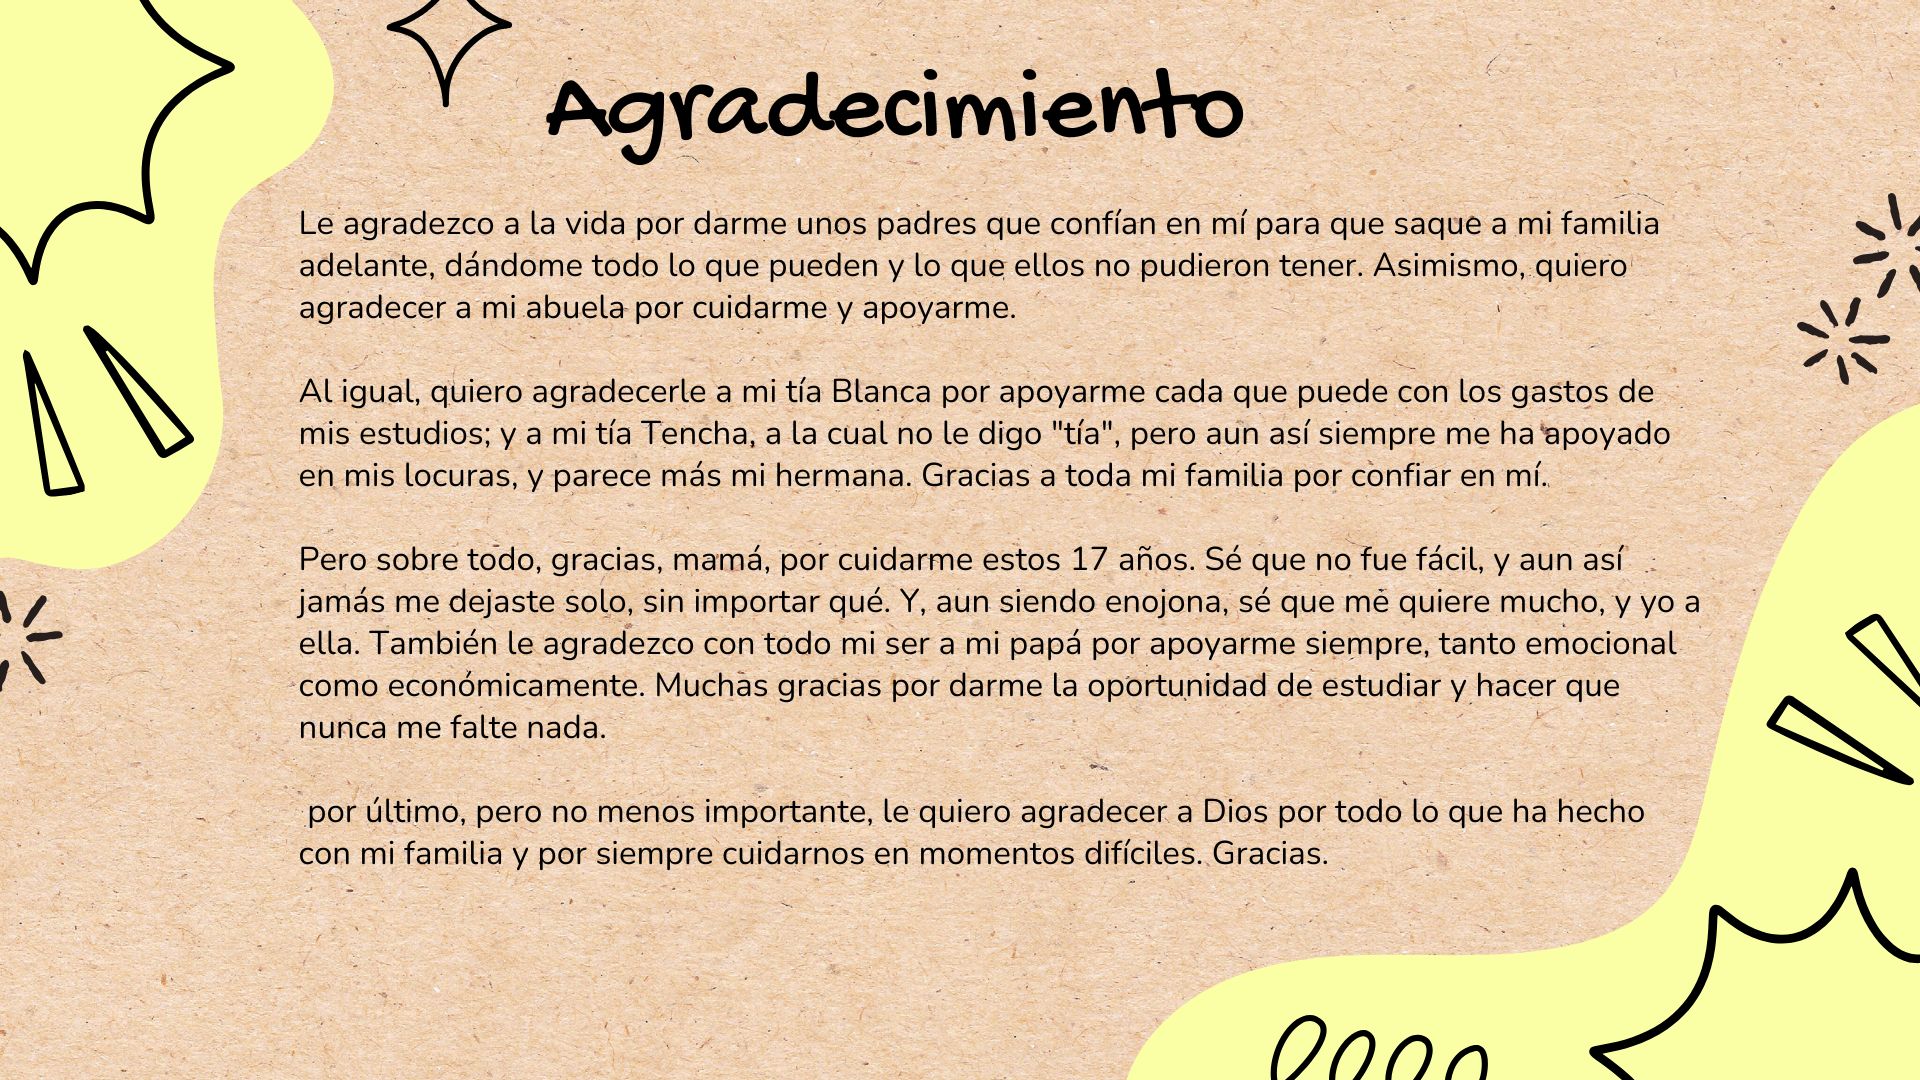 Agradecimiento
Le agradezco a la vida por darme unos padres que confían en mí para que saque a mi familia
adelante, dándome todo lo que pueden y lo que ellos no pudieron tener. Asimismo, quiero
agradecer a mi abuela por cuidarme y apoyarme.
Al igual, quiero agradecerle a mi tía Blanca por apoyarme cada que puede con los gastos de
mis estudios; y a mi tía Tencha, a la cual no le digo "tía", pero aun así siempre me ha apoyado
en mis locuras, y parece más mi hermana. Gracias a toda mi familia por confiar en mí.
Pero sobre todo, gracias, mamá, por cuidarme estos 17 años. Sé que no fue fácil, y aun así
jamás me dejaste solo, sin importar qué. Y, aun siendo enojona, sé que me quiere mucho, y yo a
ella. También le agradezco con todo mi ser a mi papá por apoyarme siempre, tanto emocional
como económicamente. Muchas gracias por darme la oportunidad de estudiar y hacer que
nunca me falte nada.
por último, pero no menos importante, le quiero agradecer a Dios por todo lo que ha hecho
con mi familia y por siempre cuidarnos en momentos difíciles. Gracias.